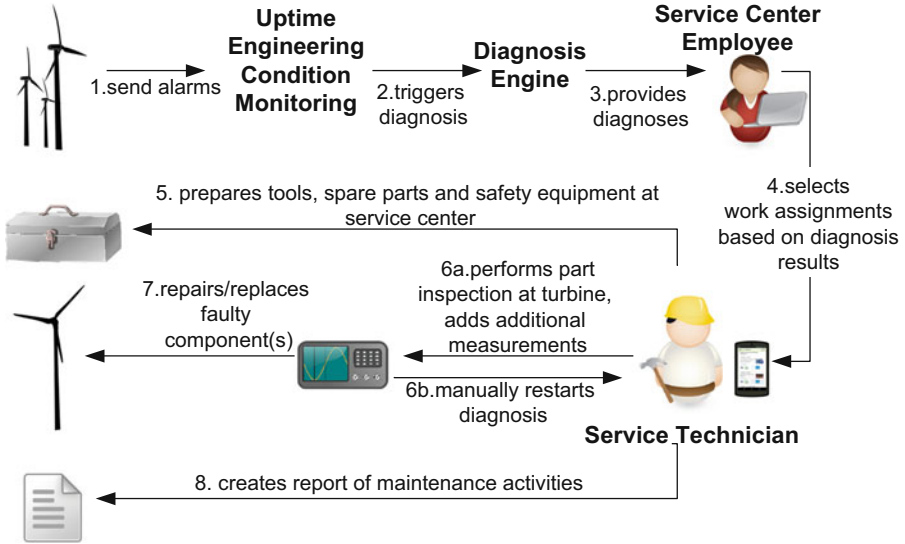 1.send alarms
Uptime
Engineering
Condition
Monitoring
2.triggers
diagnosis
Diagnosis
Engine
3.provides
diagnoses
Service Center
Employee
4.selects
work assignments
based on diagnosis
results
5. prepares tools, spare parts and safety equipment at
service center
6a.performs part
inspection at turbine,
adds additional
measurements
7.repairs/replaces
faulty
component(s)
6b.manually restarts
diagnosis
Service Technician
8. creates report of maintenance activities